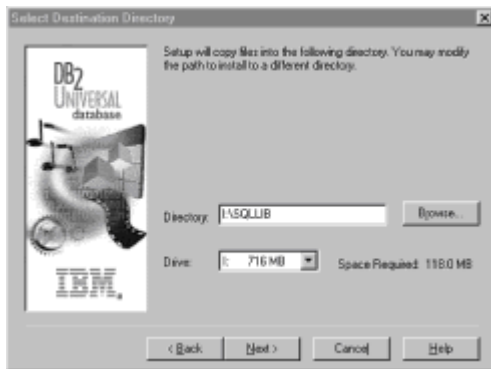 Select Destination Directory
Setup will copy files into the following directory. You may modify
the path to install to a different directory.
DB2
UNIVERSAL
database
Directory: I:\SQLLIB
Browse...
Drive: I: 716 MB
Space Required: 118.0 MB
IBM.
< Back
Next >
Cancel
Help